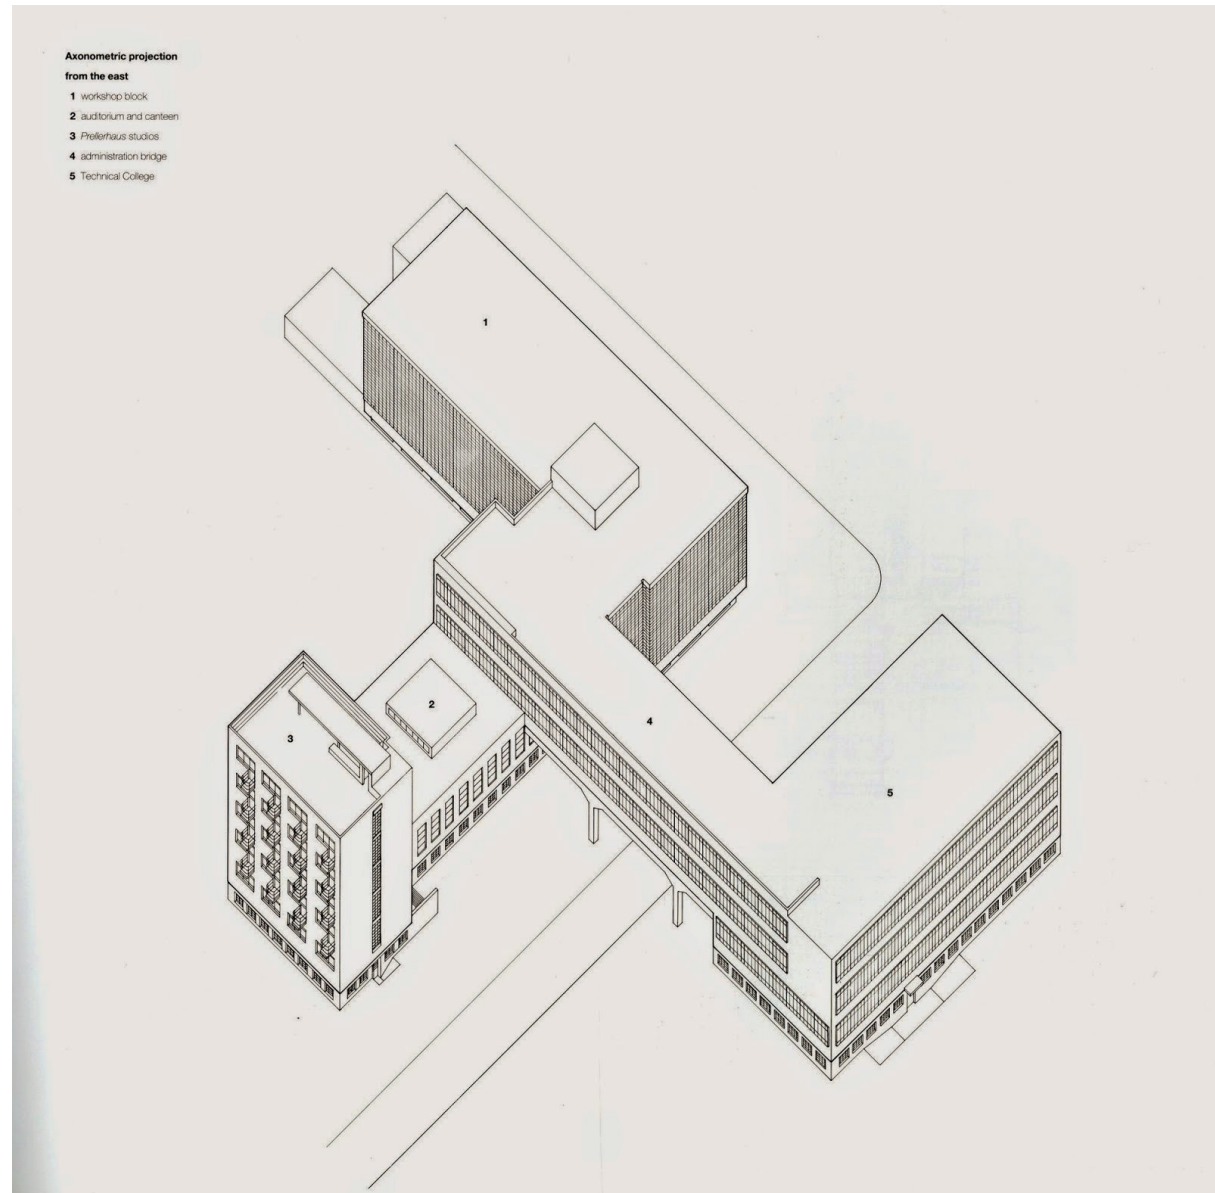 Axonometric projection
from the east
1 workshop block
2 auditorium and canteen
3 Prellerhaus studios
4 administration bridge
5 Technical College
1
2
3
4
5